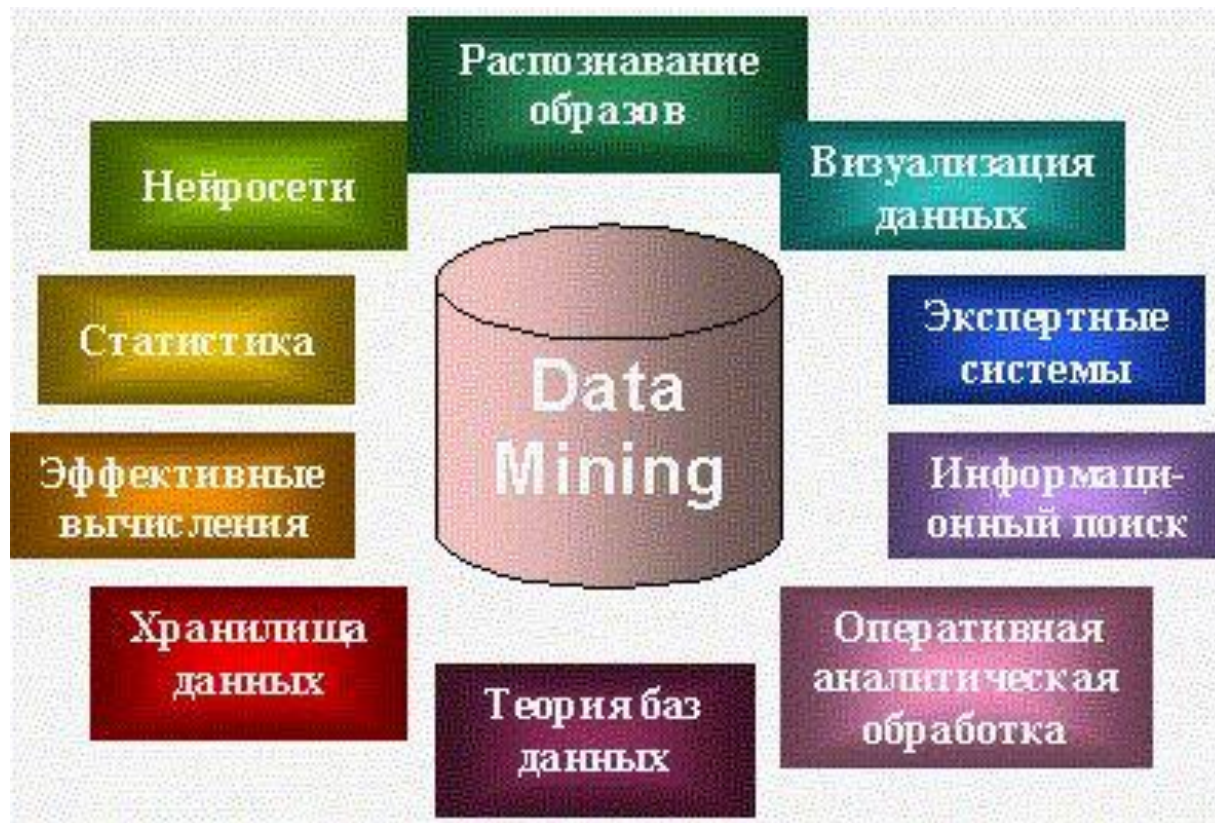 Распознавание
образов
Нейросети
Визуализация
данных
Статистика
Экспертные
системы
Data
Mining
Эффективные
вычисления
Информаци-
онный поиск
Хранилища
данных
Оперативная
аналитическая
обработка
Теория баз
данных